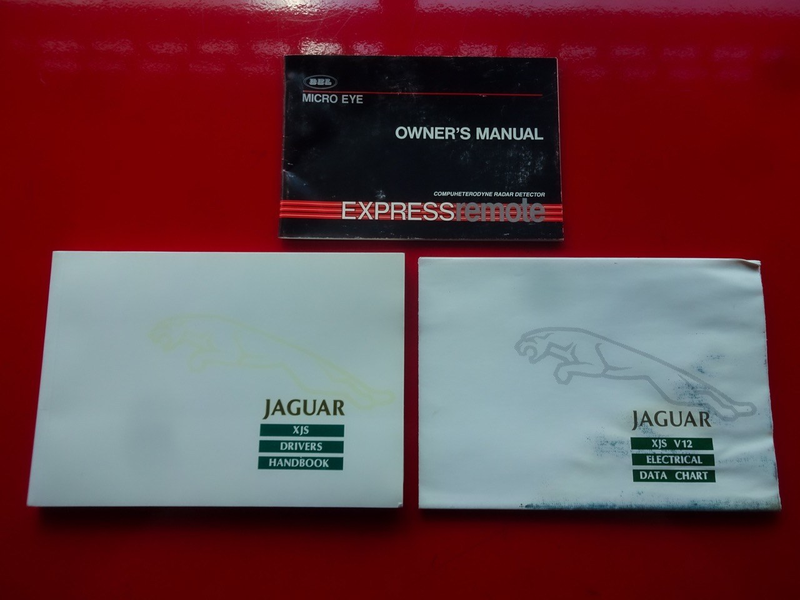 BEL
MICRO EYE
OWNER'S MANUAL
COMPUHETERODYNE RADAR DETECTOR
EXPRESSremote
JAGUAR
XJS
DRIVERS
HANDBOOK
JAGUAR
XJS V12
ELECTRICAL
DATA CHART